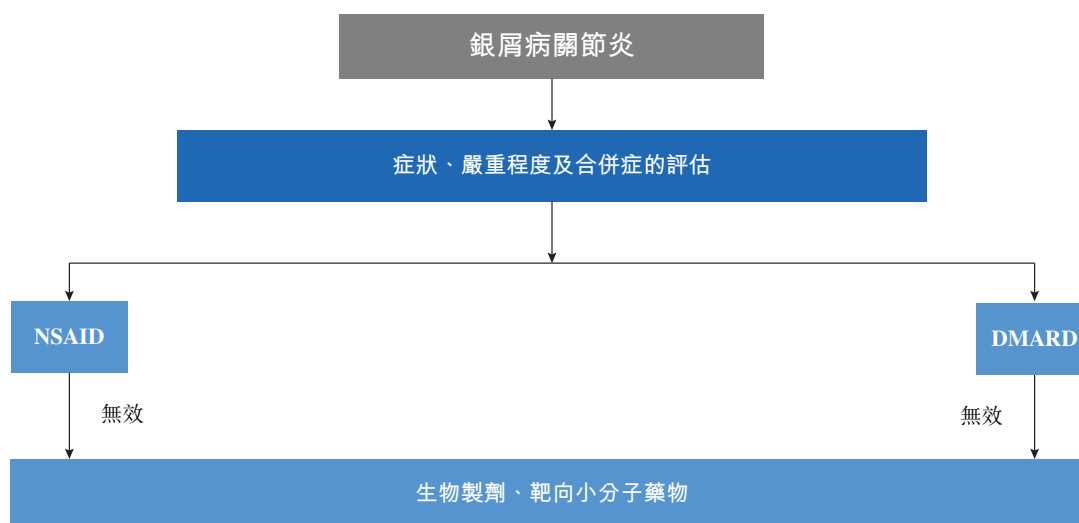 銀屑病關節炎
症狀、嚴重程度及合併症的評估
NSAID
DMARD
無效
無效
生物製劑、靶向小分子藥物